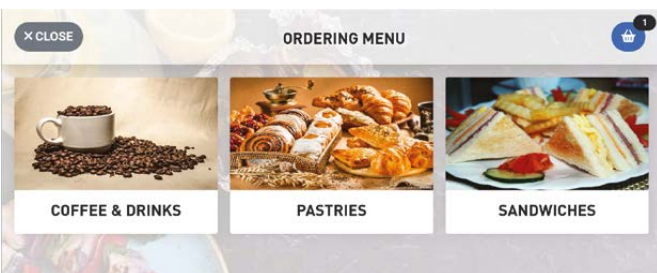 × CLOSE
ORDERING MENU
1
COFFEE & DRINKS
PASTRIES
SANDWICHES